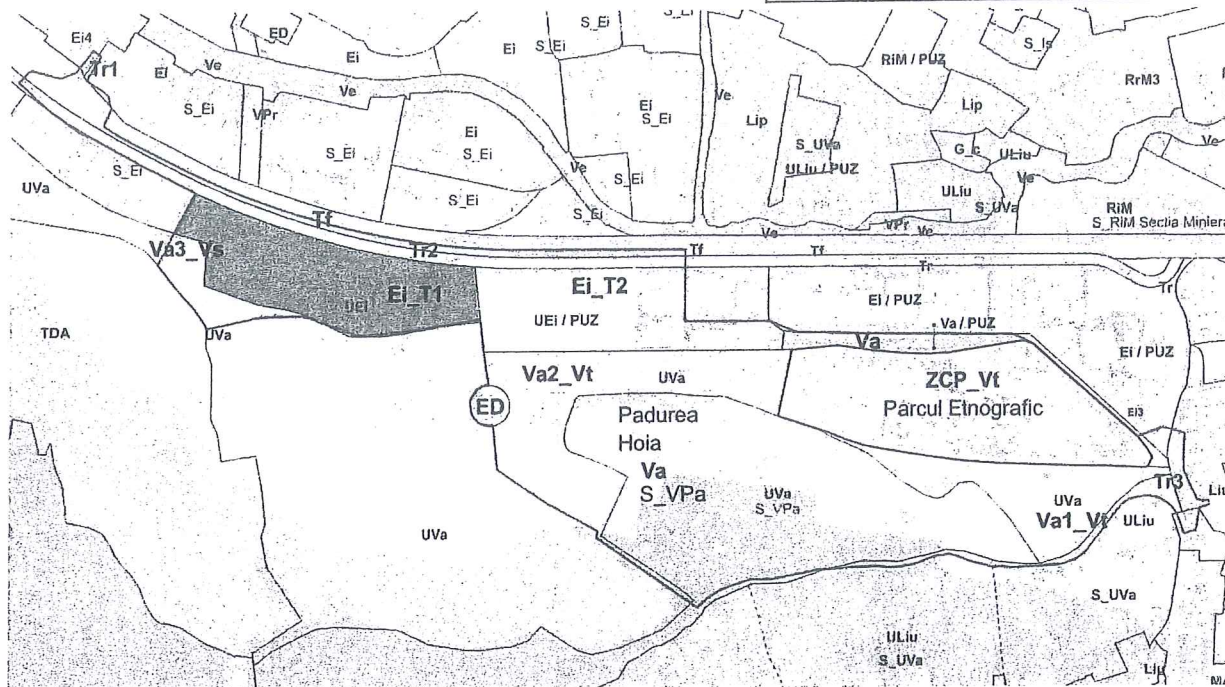 Ei4
ED
Tr1
Ei
Ve
Ei
Ve
Ei
S_Ei
S_Ei
S_Ei
VPr
S_Ei
Ei
S_Ei
S_Ei
Ei
S_Ei
Ve
S_Ei
S_Ei
Ve
Lip
RiM / PUZ
S_Is
RrM3
Lip
S_UVa
ULiu / PUZ
G_c
ULiu
Ve
ULiu
S_UVa
Ve
RiM
S_RiM Sectia Miniera
VPr
Ve
Ve
UVa
S_Ei
Tf
Tr2
Tf
Tf
Tr
Tr
Va3_Vs
UEi
Ei_T1
Ei_T2
UEi / PUZ
Ei / PUZ
Va / PUZ
Va
Ei / PUZ
TDA
UVa
Va2_Vt
UVa
ZCP_Vt
Parcul Etnografic
Ei3
ED
Padurea
Hoia
Va
S_VPa
UVa
S_VPa
UVa
Va1_Vt
Tr3
ULiu
UVa
S_UVa
ULiu
S_UVa